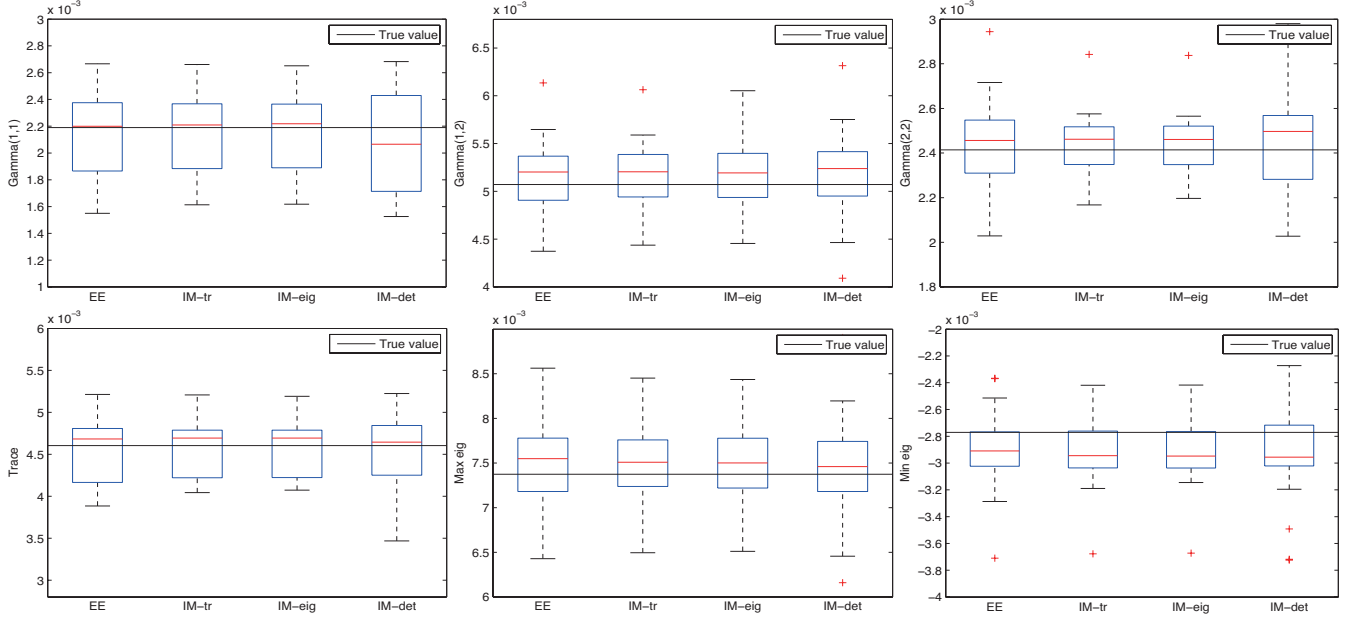 x 10⁻³
True value
3
2.8
2.6
2.4
2.2
2
1.8
1.6
1.4
1.2
1
Gamma(1,1)
EE IM−tr IM−eig IM−det
x 10⁻³
True value
6.5
6
5.5
5
4.5
4
Gamma(1,2)
EE IM−tr IM−eig IM−det
x 10⁻³
True value
3
2.8
2.6
2.4
2.2
2
1.8
Gamma(2,2)
EE IM−tr IM−eig IM−det
x 10⁻³
True value
6
5.5
5
4.5
4
3.5
3
Trace
EE IM−tr IM−eig IM−det
x 10⁻³
True value
8.5
8
7.5
7
6.5
6
Max eig
EE IM−tr IM−eig IM−det
x 10⁻³
True value
−2
−2.2
−2.4
−2.6
−2.8
−3
−3.2
−3.4
−3.6
−3.8
−4
Min eig
EE IM−tr IM−eig IM−det